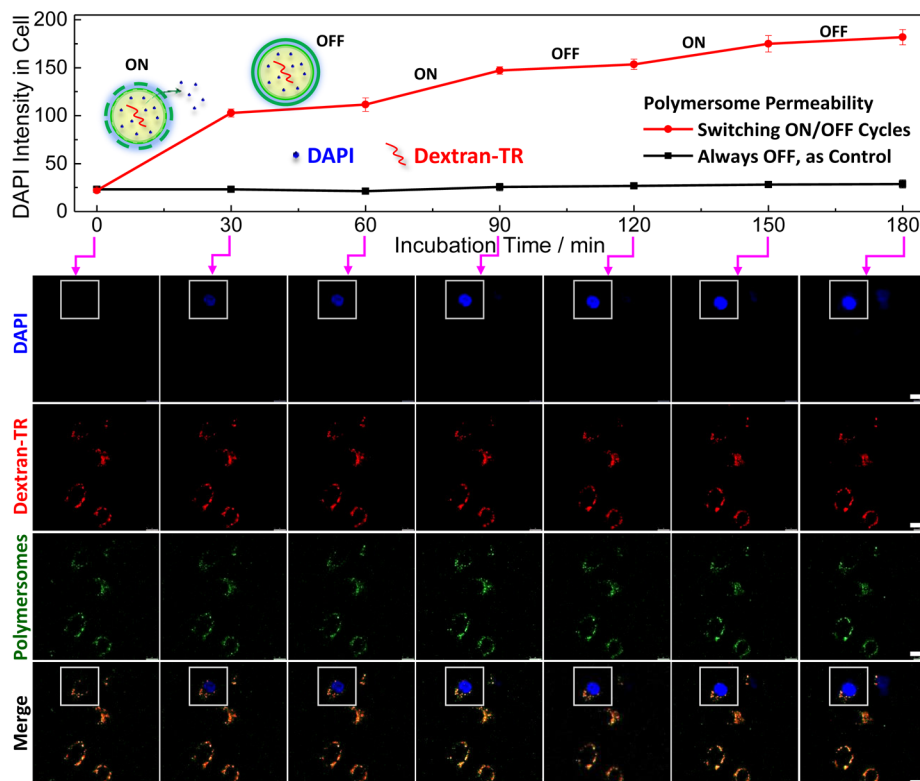 200
150
100
50
0
DAPI Intensity in Cell
ON
OFF
ON
OFF
ON
OFF
DAPI
Dextran-TR
Polymersome Permeability
Switching ON/OFF Cycles
Always OFF, as Control
0 30 60 90 120 150 180
Incubation Time / min
DAPI
Dextran-TR
Polymersomes
Merge